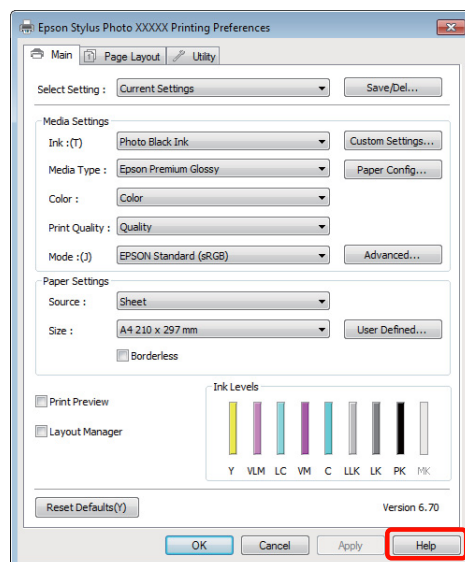 Epson Stylus Photo XXXXX Printing Preferences
Main Page Layout Utility
Select Setting : Current Settings Save/Del...
Media Settings
Ink :(T) Photo Black Ink Custom Settings...
Media Type : Epson Premium Glossy Paper Config...
Color : Color
Print Quality : Quality
Mode :(J) EPSON Standard (sRGB) Advanced...
Paper Settings
Source : Sheet
Size : A4 210 x 297 mm User Defined...
Borderless
Ink Levels
Print Preview
Layout Manager
Y VLM LC VM C LLK LK PK MK
Reset Defaults(Y) Version 6.70
OK Cancel Apply Help